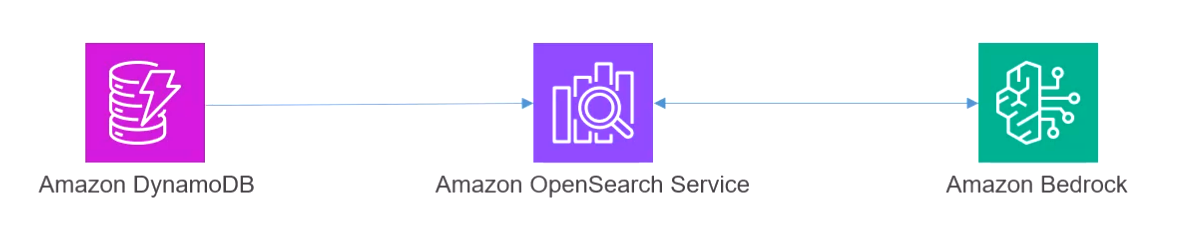 Amazon DynamoDB
Amazon OpenSearch Service
Amazon Bedrock